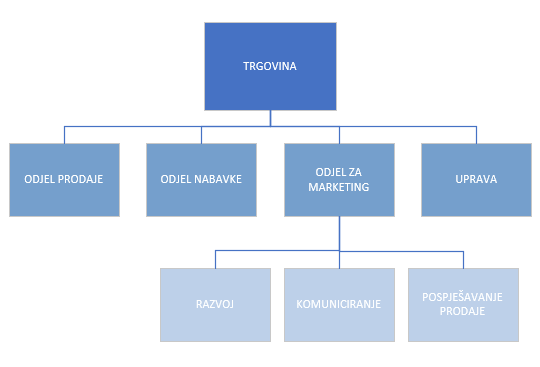 TRGOVINA
ODJEL PRODAJE
ODJEL NABAVKE
ODJEL ZA
MARKETING
UPRAVA
RAZVOJ
KOMUNICIRANJE
POSPJEŠAVANJE
PRODAJE